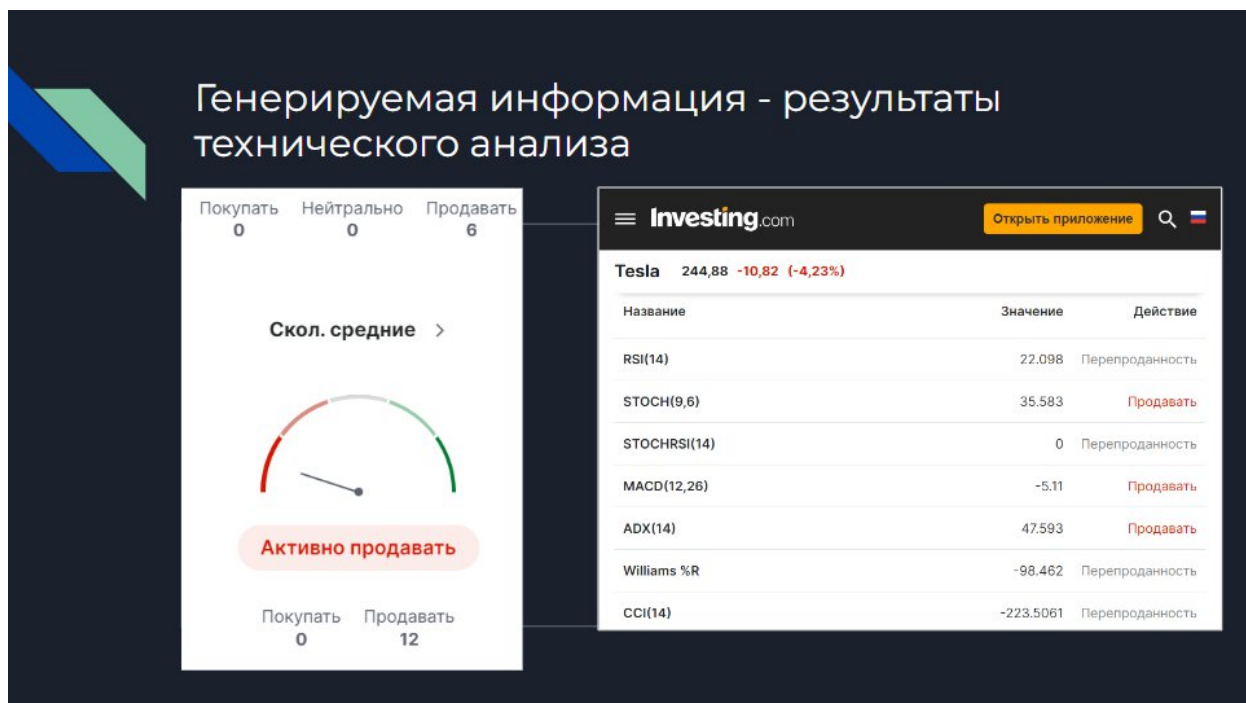 Генерируемая информация - результаты
технического анализа
Покупать Нейтрально Продавать
0 0 6
Скол. средние >
Активно продавать
Покупать Продавать
0 12
Investing.com Открыть приложение
Tesla 244,88 -10,82 (-4,23%)
Название Значение Действие
RSI(14) 22.098 Перепроданность
STOCH(9,6) 35.583 Продавать
STOCHRSI(14) 0 Перепроданность
MACD(12,26) -5.11 Продавать
ADX(14) 47.593 Продавать
Williams %R -98.462 Перепроданность
CCI(14) -223.5061 Перепроданность